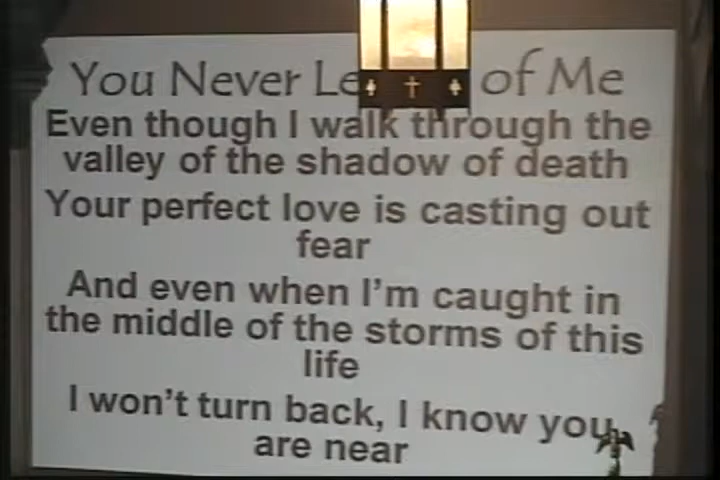 You Never Le of Me
Even though I walk through the
valley of the shadow of death
Your perfect love is casting out
fear
And even when I'm caught in
the middle of the storms of this
life
I won't turn back, I know you
are near